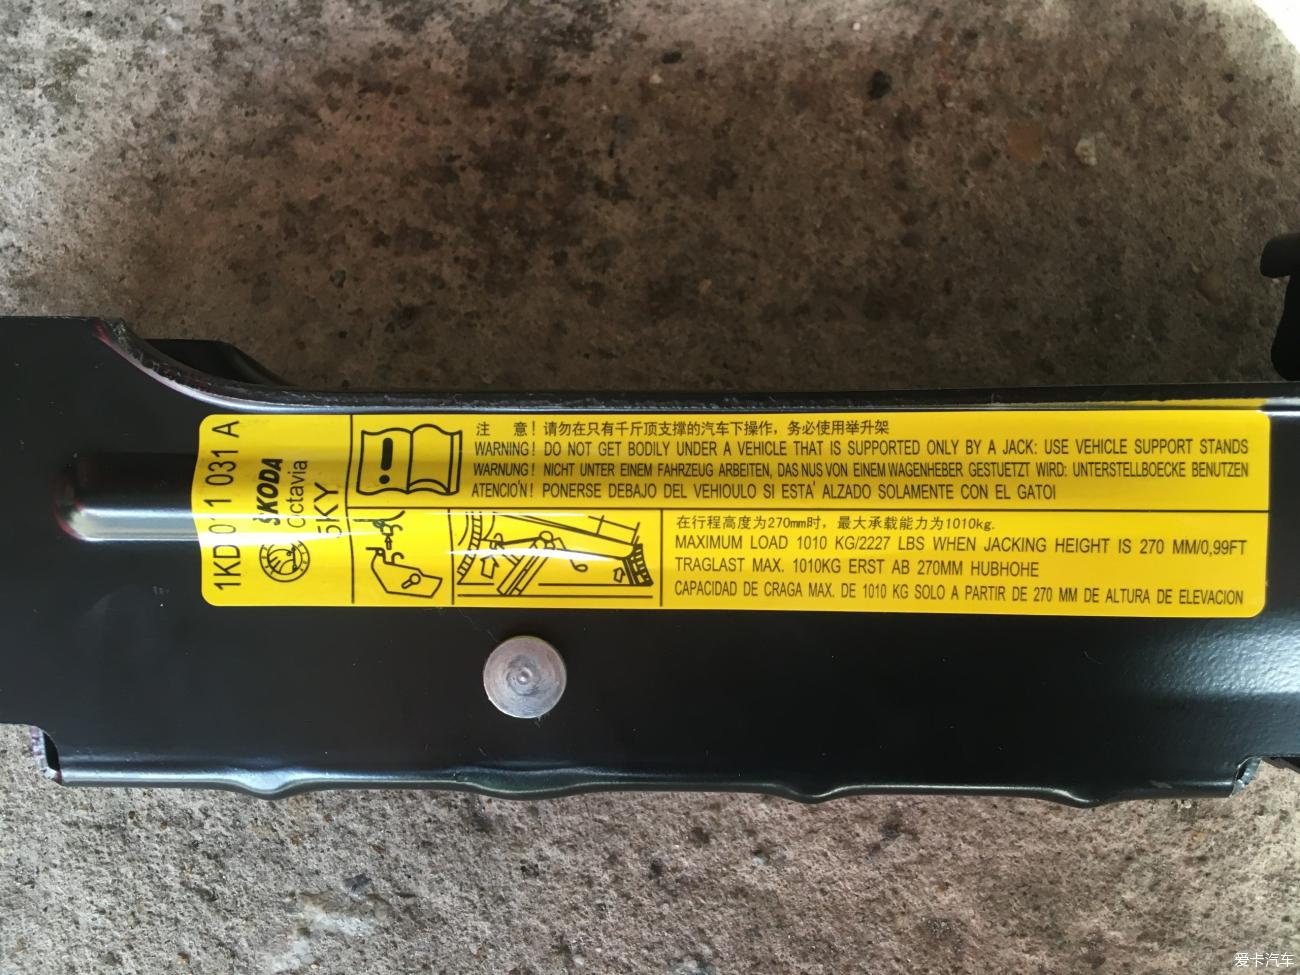 1KD 011 031 A
ŠKODA
Octavia
5KY
注 意！请勿在只有千斤顶支撑的汽车下操作，务必使用举升架
WARNING! DO NOT GET BODILY UNDER A VEHICLE THAT IS SUPPORTED ONLY BY A JACK: USE VEHICLE SUPPORT STANDS
WARNUNG! NICHT UNTER EINEM FAHRZEUG ARBEITEN, DAS NUS VON EINEM WAGENHEBER GESTUETZT WIRD: UNTERSTELLBOECKE BENUTZEN
ATENCIO'N! PONERSE DEBAJO DEL VEHIOULO SI ESTA' ALZADO SOLAMENTE CON EL GATOI
在行程高度为270mm时，最大承载能力为1010kg.
MAXIMUM LOAD 1010 KG/2227 LBS WHEN JACKING HEIGHT IS 270 MM/0,99FT
TRAGLAST MAX. 1010KG ERST AB 270MM HUBHOHE
CAPACIDAD DE CRAGA MAX. DE 1010 KG SOLO A PARTIR DE 270 MM DE ALTURA DE ELEVACION
爱卡汽车